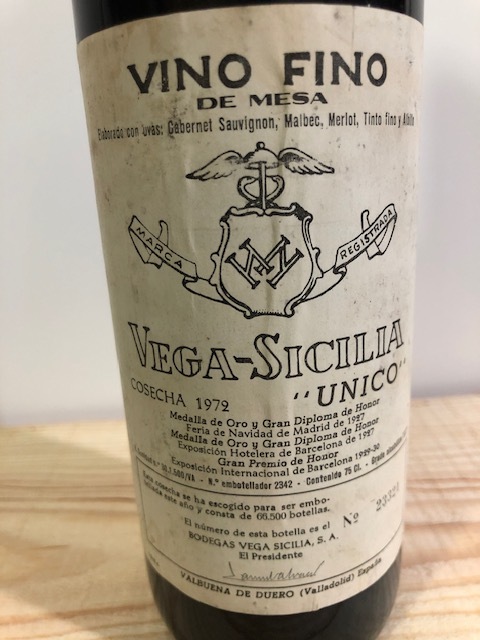 VINO FINO
DE MESA
Elaborado con uvas: Cabernet Sauvignon, Malbec, Merlot, Tinto fino y Albillo
MARCA
REGISTRADA
VEGA-SICILIA
COSECHA 1972 "UNICO"
Medalla de Oro y Gran Diploma de Honor
Feria de Navidad de Madrid de 1927
Medalla de Oro y Gran Diploma de Honor
Exposición Hotelera de Barcelona de 1927
Gran Premio de Honor
Exposición Internacional de Barcelona 1929-30
N.º embotellador 2342 - Contenido 75 Cl. - Grado
Esta cosecha se ha escogido para ser embo-
tellada este año y consta de 66.500 botellas.
El número de esta botella es el Nº
BODEGAS VEGA SICILIA, S. A.
El Presidente
VALBUENA DE DUERO (Valladolid) España